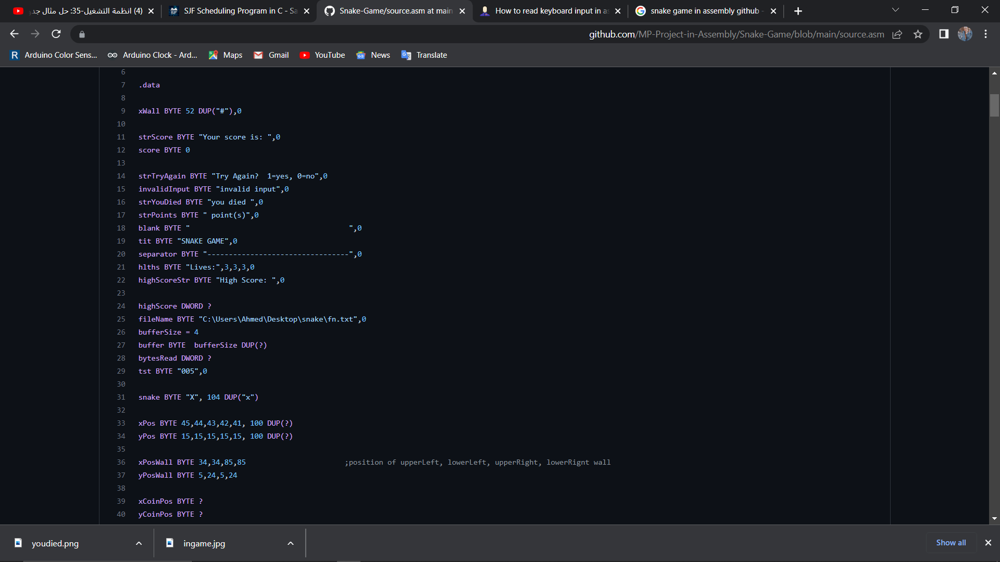 (4) انظمة التشغيل-35: حل مثال جدو
SJF Scheduling Program in C - Sa
Snake-Game/source.asm at main
How to read keyboard input in as
snake game in assembly github -
github.com/MP-Project-in-Assembly/Snake-Game/blob/main/source.asm
Arduino Color Sens... Arduino Clock - Ard... Maps Gmail YouTube News Translate
6
7 .data
8
9 xWall BYTE 52 DUP("#"),0
10
11 strScore BYTE "Your score is: ",0
12 score BYTE 0
13
14 strTryAgain BYTE "Try Again?  1=yes, 0=no",0
15 invalidInput BYTE "invalid input",0
16 strYouDied BYTE "you died ",0
17 strPoints BYTE " point(s)",0
18 blank BYTE "                                     ",0
19 tit BYTE "SNAKE GAME",0
20 separator BYTE "---------------------------------",0
21 hlths BYTE "Lives:",3,3,3,0
22 highScoreStr BYTE "High Score: ",0
23
24 highScore DWORD ?
25 fileName BYTE "C:\Users\Ahmed\Desktop\snake\fn.txt",0
26 bufferSize = 4
27 buffer BYTE  bufferSize DUP(?)
28 bytesRead DWORD ?
29 tst BYTE "005",0
30
31 snake BYTE "X", 104 DUP("x")
32
33 xPos BYTE 45,44,43,42,41, 100 DUP(?)
34 yPos BYTE 15,15,15,15,15, 100 DUP(?)
35
36 xPosWall BYTE 34,34,85,85 ;position of upperLeft, lowerLeft, upperRight, lowerRignt wall
37 yPosWall BYTE 5,24,5,24
38
39 xCoinPos BYTE ?
40 yCoinPos BYTE ?
youdied.png
ingame.jpg
Show all